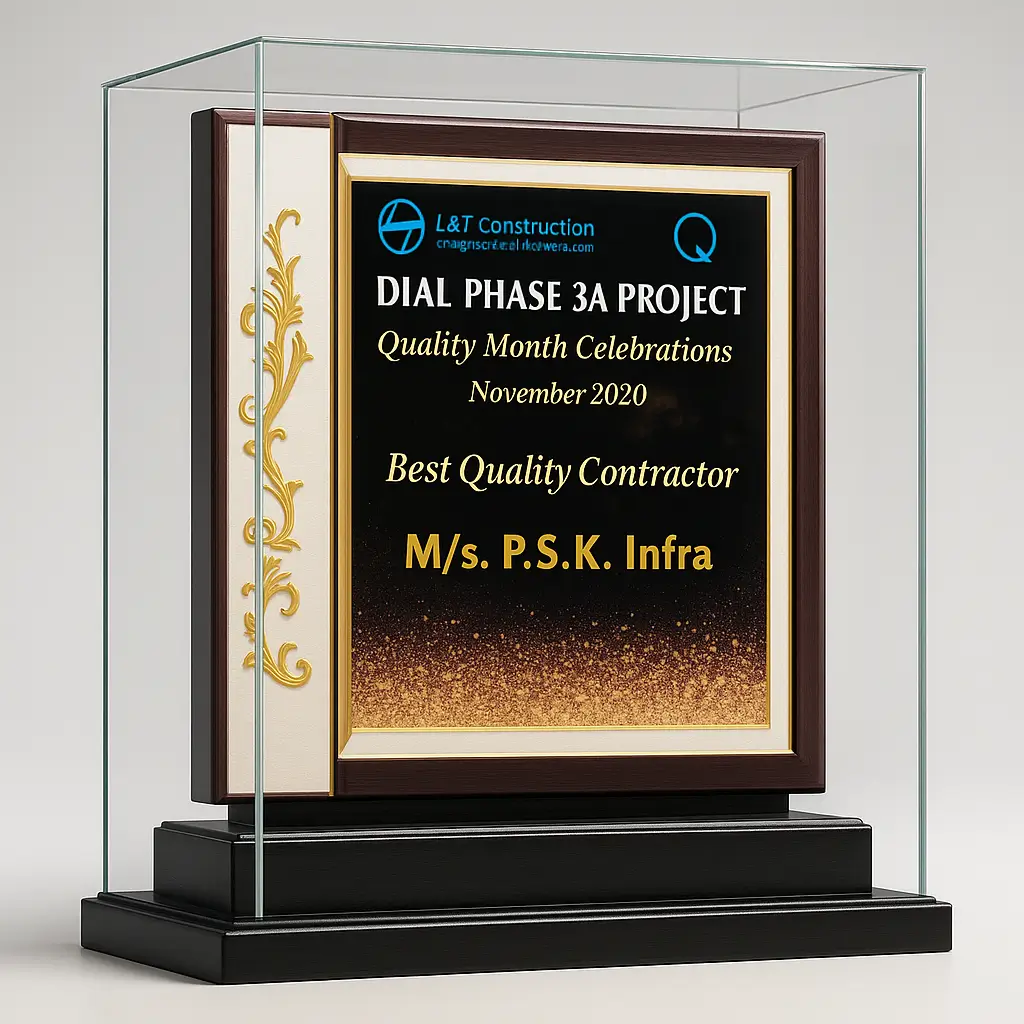 L&T Construction
DIAL PHASE 3A PROJECT
Quality Month Celebrations
November 2020
Best Quality Contractor
M/s. P.S.K. Infra